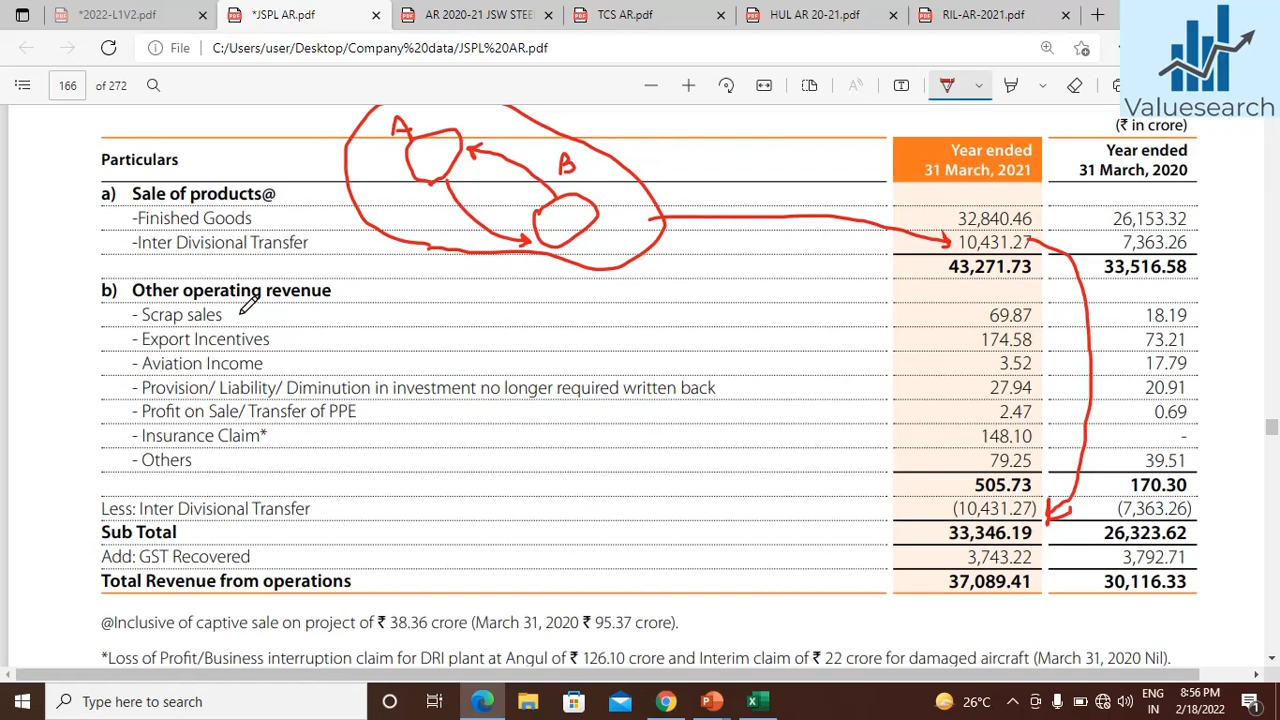 *2022-L1V2.pdf
*JSPL AR.pdf
AR 2020-21 JSW STEE
TCS AR.pdf
HUL AR 20-21.pdf
RIL-AR-2021.pdf
File C:/Users/user/Desktop/Company%20data/JSPL%20AR.pdf
166 of 272
Valuesearch
(₹ in crore)
Particulars Year ended 31 March, 2021 Year ended 31 March, 2020
A
B
a) Sale of products@
-Finished Goods 32,840.46 26,153.32
-Inter Divisional Transfer 10,431.27 7,363.26
43,271.73 33,516.58
b) Other operating revenue
- Scrap sales 69.87 18.19
- Export Incentives 174.58 73.21
- Aviation Income 3.52 17.79
- Provision/ Liability/ Diminution in investment no longer required written back 27.94 20.91
- Profit on Sale/ Transfer of PPE 2.47 0.69
- Insurance Claim* 148.10 -
- Others 79.25 39.51
505.73 170.30
Less: Inter Divisional Transfer (10,431.27) (7,363.26)
Sub Total 33,346.19 26,323.62
Add: GST Recovered 3,743.22 3,792.71
Total Revenue from operations 37,089.41 30,116.33
@Inclusive of captive sale on project of ₹ 38.36 crore (March 31, 2020 ₹ 95.37 crore).
*Loss of Profit/Business interruption claim for DRI plant at Angul of ₹ 126.10 crore and Interim claim of ₹ 22 crore for damaged aircraft (March 31, 2020 Nil).
Type here to search
26°C
ENG
IN
8:56 PM
2/18/2022
1